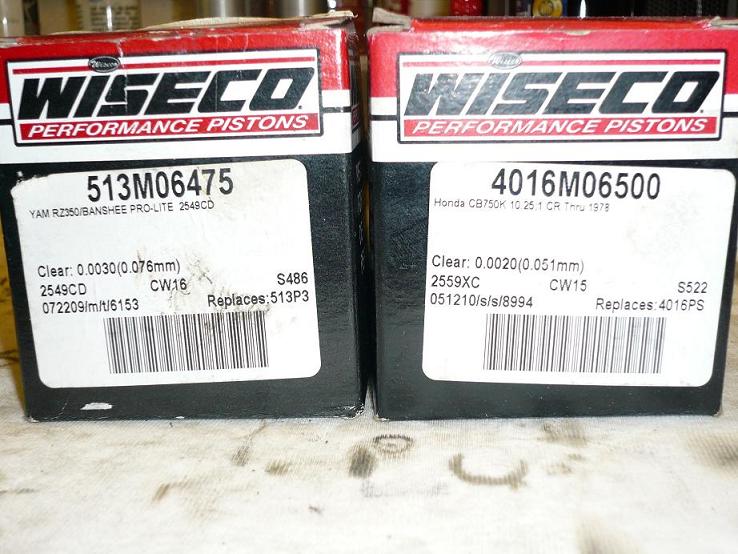 Wiseco
WISECO
PERFORMANCE PISTONS
513M06475
YAM RZ350/BANSHEE PRO-LITE 2549CD
Clear: 0.0030(0.076mm)
2549CD CW16 S486
072209/m/t/6153 Replaces:513P3
Wiseco
WISECO
PERFORMANCE PISTONS
4016M06500
Honda CB750K 10.25:1 CR Thru 1978
Clear: 0.0020(0.051mm)
2559XC CW15 S522
051210/s/s/8994 Replaces:4016PS